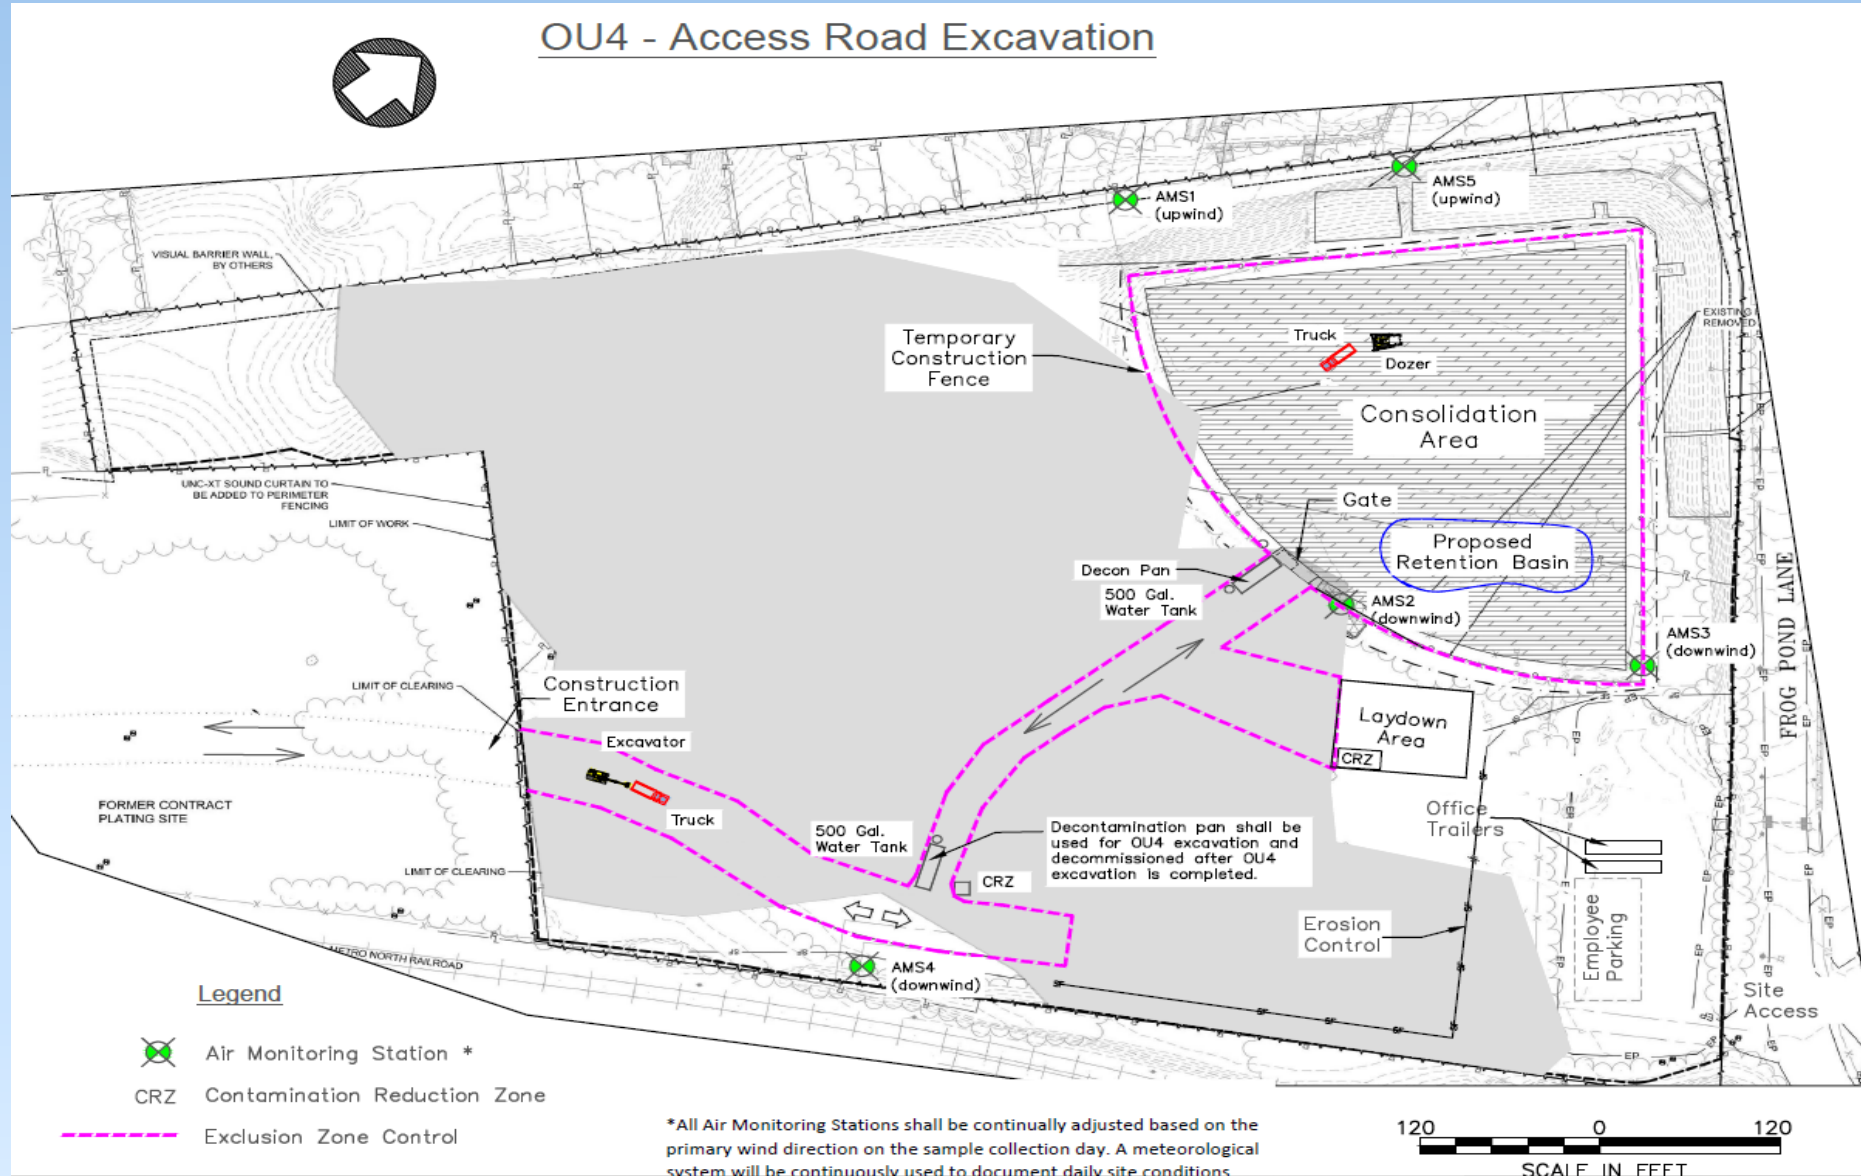 OU4 - Access Road Excavation
AMS5
(upwind)
AMS1
(upwind)
VISUAL BARRIER WALL,
BY OTHERS
EXISTING
REMOVED
Temporary
Construction
Fence
Truck
Dozer
Consolidation
Area
UNC-XT SOUND CURTAIN TO
BE ADDED TO PERIMETER
FENCING
LIMIT OF WORK
Gate
Proposed
Retention Basin
Decon Pan
500 Gal.
Water Tank
AMS2
(downwind)
AMS3
(downwind)
FROG POND LANE
LIMIT OF CLEARING
Construction
Entrance
Excavator
Truck
Laydown
Area
CRZ
FORMER CONTRACT
PLATING SITE
500 Gal.
Water Tank
Decontamination pan shall be
used for OU4 excavation and
decommissioned after OU4
excavation is completed.
Office
Trailers
LIMIT OF CLEARING
CRZ
Erosion
Control
Employee
Parking
METRO NORTH RAILROAD
AMS4
(downwind)
Site
Access
Legend
Air Monitoring Station *
CRZ Contamination Reduction Zone
Exclusion Zone Control
*All Air Monitoring Stations shall be continually adjusted based on the
primary wind direction on the sample collection day. A meteorological
system will be continuously used to document daily site conditions
120 0 120
SCALE IN FEET